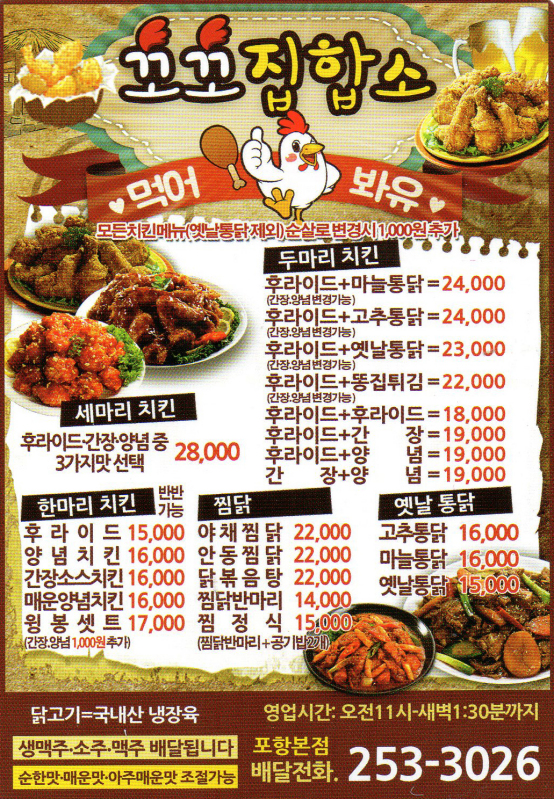 꼬꼬집합소
먹어 봐유
모든치킨메뉴(옛날통닭제외)순살로변경시1,000원추가
두마리 치킨
후라이드+마늘통닭=24,000
(간장.양념변경가능)
후라이드+고추통닭=24,000
(간장.양념변경가능)
후라이드+옛날통닭=23,000
(간장.양념변경가능)
후라이드+똥집튀김=22,000
(간장.양념변경가능)
후라이드+후라이드=18,000
후라이드+간 장=19,000
후라이드+양 념=19,000
간 장+양 념=19,000
세마리 치킨
후라이드·간장·양념 중
3가지맛 선택 28,000
한마리 치킨 반반가능
후라이드 15,000
양념치킨 16,000
간장소스치킨 16,000
매운양념치킨 16,000
윙봉셋트 17,000
(간장.양념1,000원추가)
찜닭
야채찜닭 22,000
안동찜닭 22,000
닭볶음탕 22,000
찜닭반마리 14,000
찜정식 15,000
(찜닭반마리+공기밥2개)
옛날 통닭
고추통닭 16,000
마늘통닭 16,000
옛날통닭 15,000
닭고기=국내산 냉장육
영업시간: 오전11시-새벽1:30분까지
생맥주·소주·맥주 배달됩니다
순한맛·매운맛·아주매운맛 조절가능
포항본점
배달전화. 253-3026